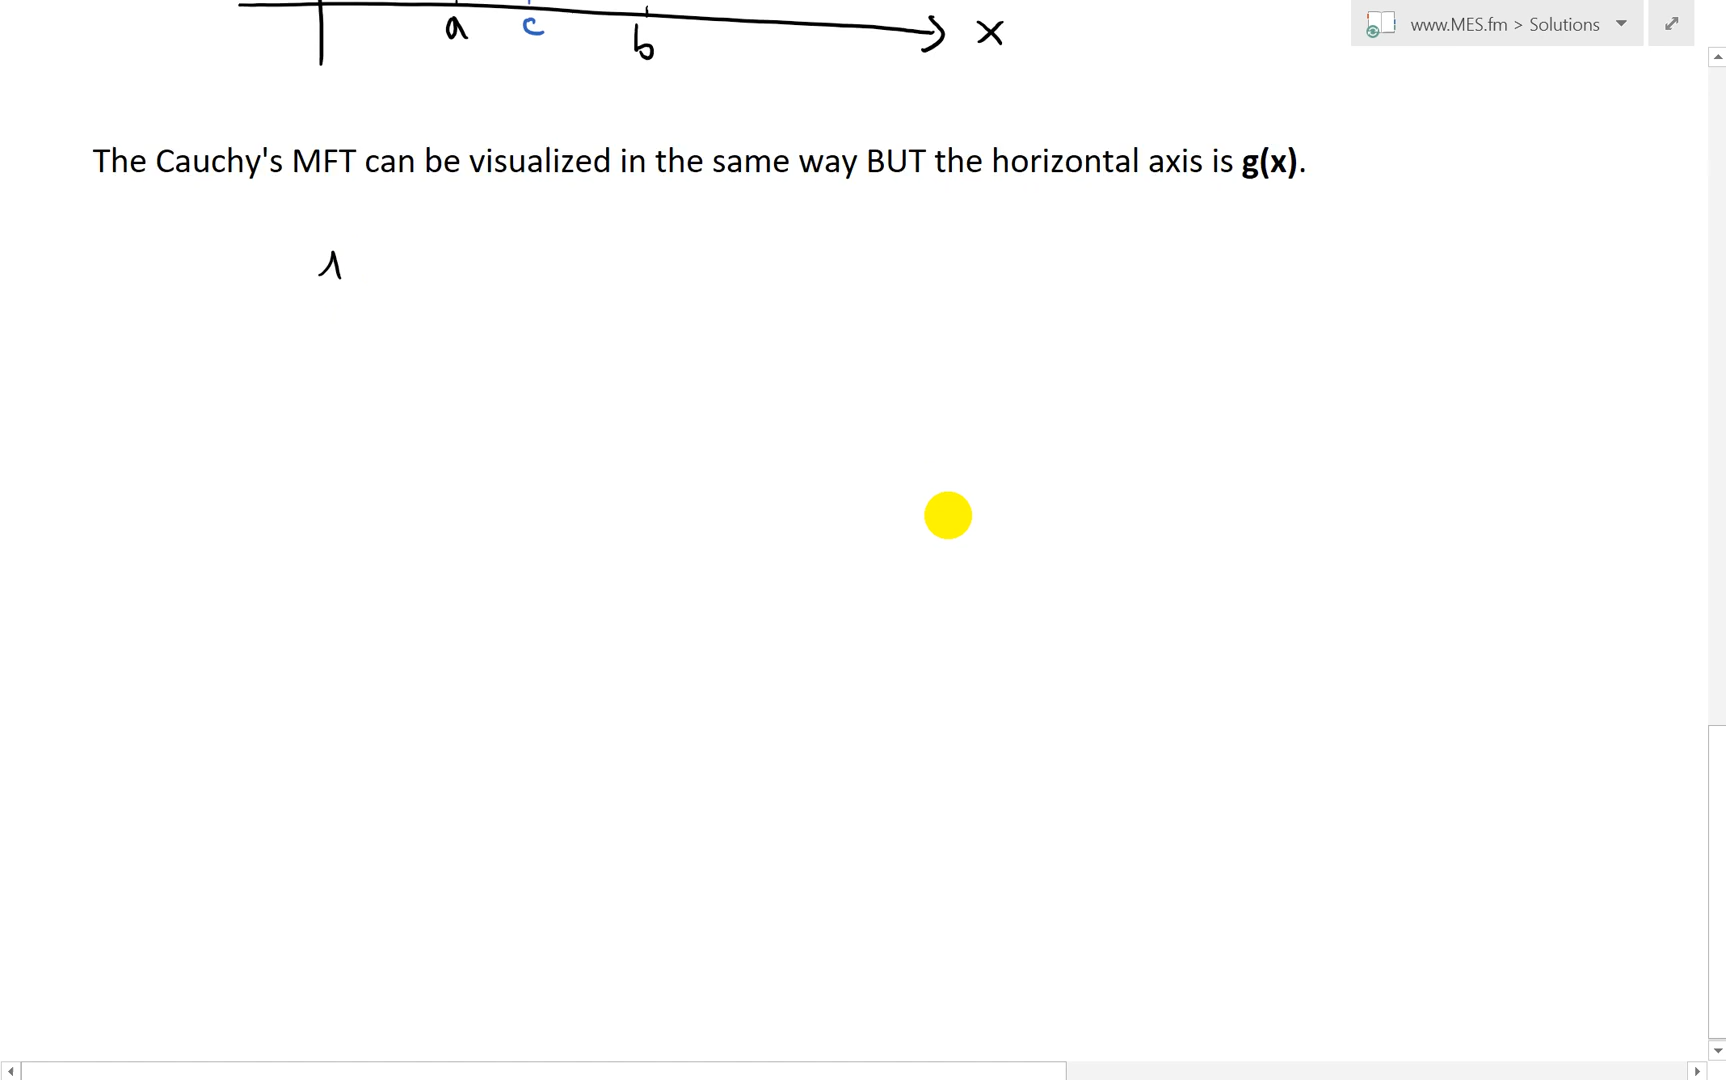 a c b x
www.MES.fm > Solutions
The Cauchy's MFT can be visualized in the same way BUT the horizontal axis is g(x).